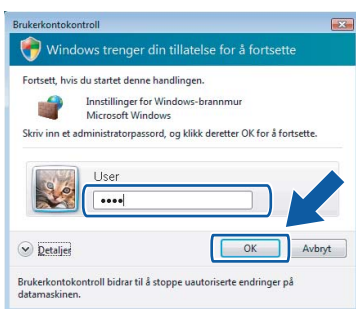 Brukerkontokontroll
Windows trenger din tillatelse for å fortsette
Fortsett, hvis du startet denne handlingen.
Innstillinger for Windows-brannmur
Microsoft Windows
Skriv inn et administratorpassord, og klikk deretter OK for å fortsette.
User
••••
Detaljer
OK
Avbryt
Brukerkontokontroll bidrar til å stoppe uautoriserte endringer på
datamaskinen.